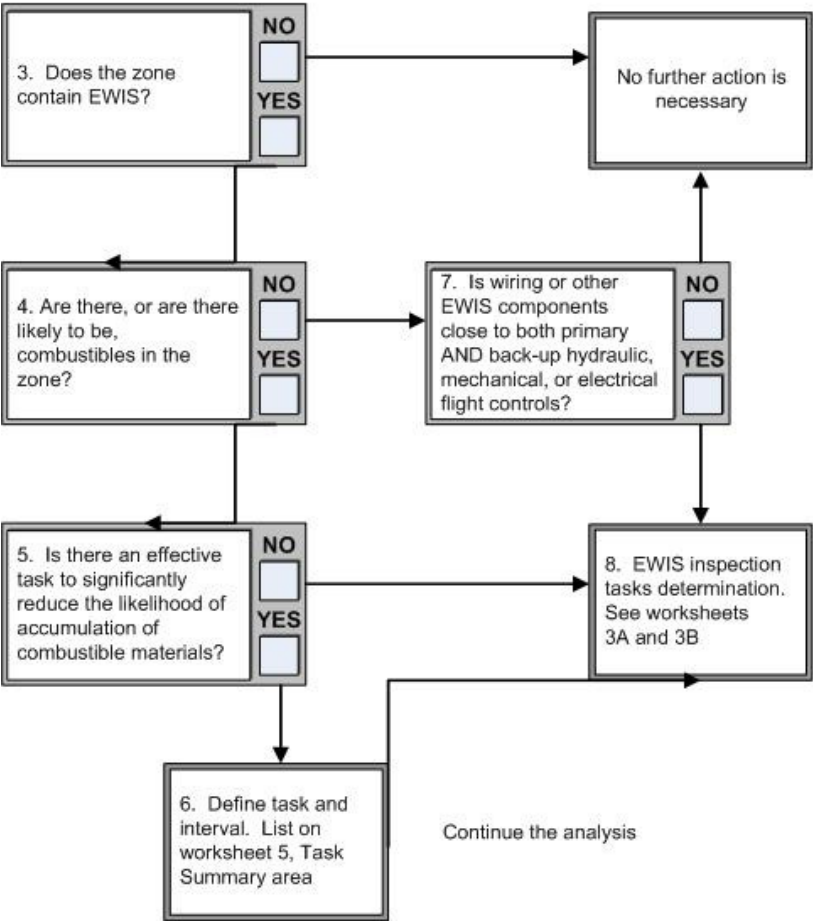 3. Does the zone
contain EWIS?
NO
YES
No further action is
necessary
4. Are there, or are there
likely to be,
combustibles in the
zone?
NO
YES
7. Is wiring or other
EWIS components
close to both primary
AND back-up hydraulic,
mechanical, or electrical
flight controls?
NO
YES
5. Is there an effective
task to significantly
reduce the likelihood of
accumulation of
combustible materials?
NO
YES
8. EWIS inspection
tasks determination.
See worksheets
3A and 3B
6. Define task and
interval. List on
worksheet 5, Task
Summary area
Continue the analysis